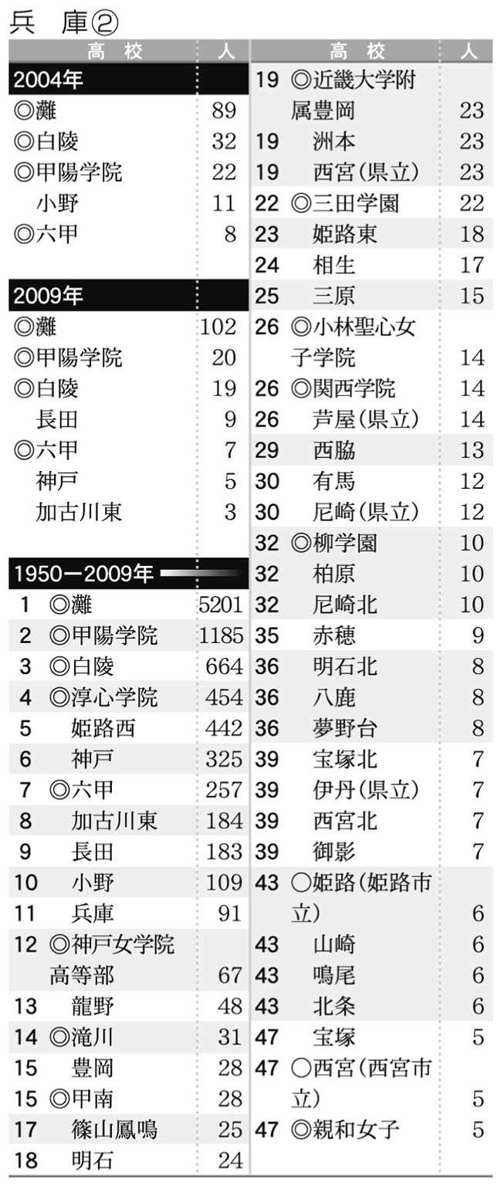 兵 庫②
高 校 人
2004年
◎灘 89
◎白陵 32
◎甲陽学院 22
小野 11
◎六甲 8
2009年
◎灘 102
◎甲陽学院 20
◎白陵 19
長田 9
◎六甲 7
神戸 5
加古川東 3
1950−2009年
1 ◎灘 5201
2 ◎甲陽学院 1185
3 ◎白陵 664
4 ◎淳心学院 454
5 姫路西 442
6 神戸 325
7 ◎六甲 257
8 加古川東 184
9 長田 183
10 小野 109
11 兵庫 91
12 ◎神戸女学院
高等部 67
13 龍野 48
14 ◎滝川 31
15 豊岡 28
15 ◎甲南 28
17 篠山鳳鳴 25
18 明石 24
高 校 人
19 ◎近畿大学附
属豊岡 23
19 洲本 23
19 西宮(県立) 23
22 ◎三田学園 22
23 姫路東 18
24 相生 17
25 三原 15
26 ◎小林聖心女
子学院 14
26 ◎関西学院 14
26 芦屋(県立) 14
29 西脇 13
30 有馬 12
30 尼崎(県立) 12
32 ◎柳学園 10
32 柏原 10
32 尼崎北 10
35 赤穂 9
36 明石北 8
36 八鹿 8
36 夢野台 8
39 宝塚北 7
39 伊丹(県立) 7
39 西宮北 7
39 御影 7
43 ○姫路(姫路市
立) 6
43 山崎 6
43 鳴尾 6
43 北条 6
47 宝塚 5
47 ○西宮(西宮市
立) 5
47 ◎親和女子 5